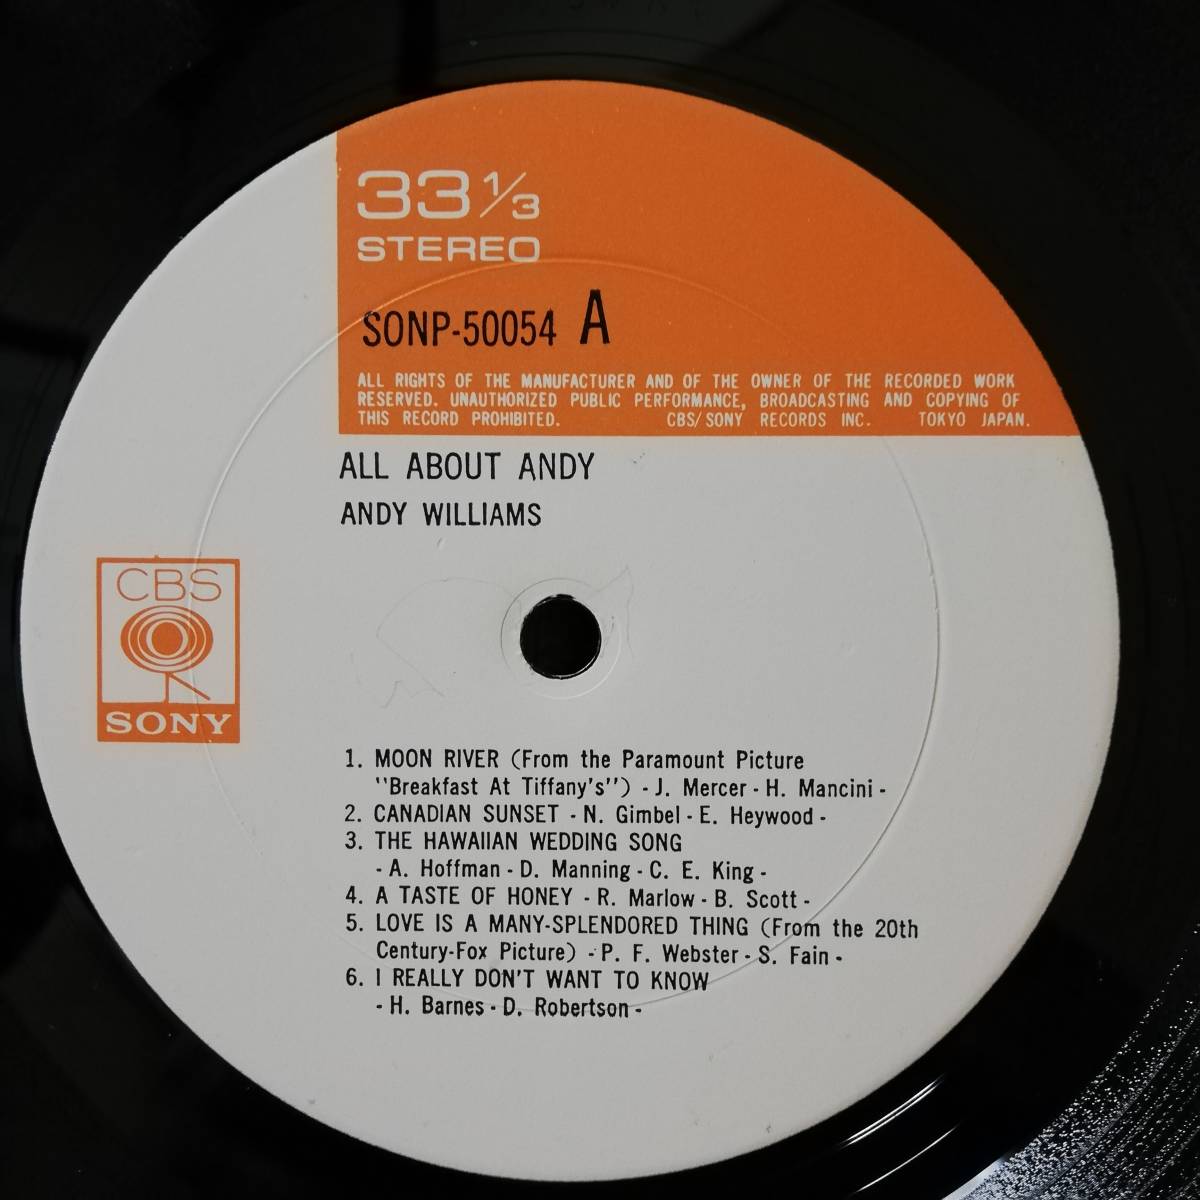 33 1/3
STEREO
SONP-50054 A
ALL RIGHTS OF THE MANUFACTURER AND OF THE OWNER OF THE RECORDED WORK
RESERVED. UNAUTHORIZED PUBLIC PERFORMANCE, BROADCASTING AND COPYING OF
THIS RECORD PROHIBITED. CBS/SONY RECORDS INC. TOKYO JAPAN.
ALL ABOUT ANDY
ANDY WILLIAMS
CBS
SONY
1. MOON RIVER (From the Paramount Picture
"Breakfast At Tiffany's") - J. Mercer - H. Mancini -
2. CANADIAN SUNSET - N. Gimbel - E. Heywood -
3. THE HAWAIIAN WEDDING SONG
- A. Hoffman - D. Manning - C. E. King -
4. A TASTE OF HONEY - R. Marlow - B. Scott -
5. LOVE IS A MANY-SPLENDORED THING (From the 20th
Century-Fox Picture) - P. F. Webster - S. Fain -
6. I REALLY DON'T WANT TO KNOW
- H. Barnes - D. Robertson -